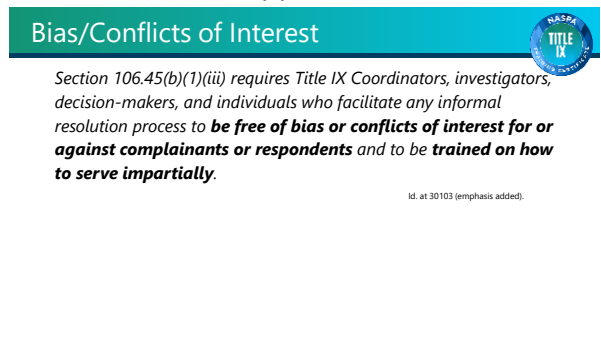 Bias/Conflicts of Interest
NASPA
TITLE
IX
TRAINING CERTIFICATE
Section 106.45(b)(1)(iii) requires Title IX Coordinators, investigators,
decision-makers, and individuals who facilitate any informal
resolution process to be free of bias or conflicts of interest for or
against complainants or respondents and to be trained on how
to serve impartially.
Id. at 30103 (emphasis added).